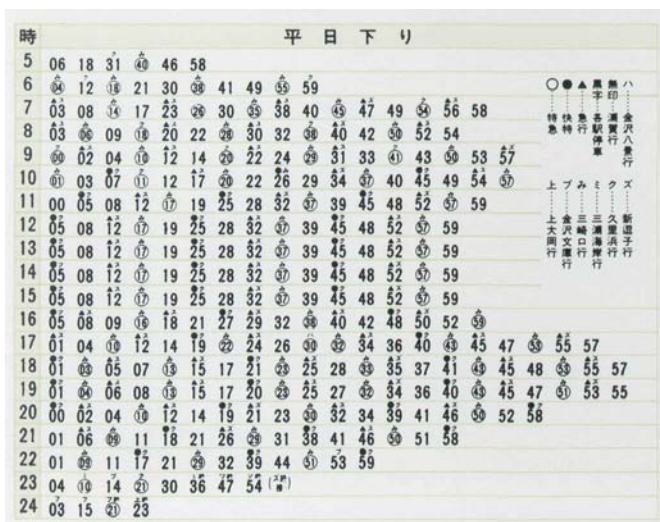 時 平日下り
5 06 18 31 40 46 58
6 04 12 18 21 30 38 41 49 55 59
7 03 08 14 17 23 26 30 35 38 40 45 47 49 54 56 58
8 03 06 09 18 20 22 28 30 32 38 40 42 50 52 54
9 00 02 04 10 12 14 20 22 24 29 31 33 41 43 50 53 57
10 01 03 07 11 12 17 20 22 26 29 34 37 40 45 49 54 57
11 00 05 08 12 17 19 25 28 32 37 39 45 48 52 57 59
12 05 08 12 17 19 25 28 32 37 39 45 48 52 57 59
13 05 08 12 17 19 25 28 32 37 39 45 48 52 57 59
14 05 08 12 17 19 25 28 32 37 39 45 48 52 57 59
15 05 08 12 17 19 25 28 32 37 39 45 48 52 57 59
16 05 08 09 16 18 21 27 29 32 38 40 42 48 50 52 59
17 01 04 10 12 14 19 22 24 26 30 32 34 36 40 43 45 47 53 55 57
18 01 03 05 07 13 15 17 21 23 25 28 33 35 37 41 43 45 48 53 55 57
19 01 04 06 08 13 15 17 20 23 25 27 32 34 36 40 43 45 47 51 53 55
20 00 02 04 10 12 14 19 21 23 30 32 34 39 41 46 50 52 58
21 01 06 09 11 18 21 26 29 31 38 41 46 50 51 58
22 01 09 11 17 21 29 32 39 44 51 53 59
23 04 10 14 21 30 36 47 54
24 03 15 21 23
ハ……金沢八景行
無印……浦賀行
黒字……各駅停車
▲……急行
●……快特
○……特急
ズ……新逗子行
ク……久里浜行
ミ……三浦海岸行
み……三崎口行
ブ……金沢文庫行
上……上大岡行